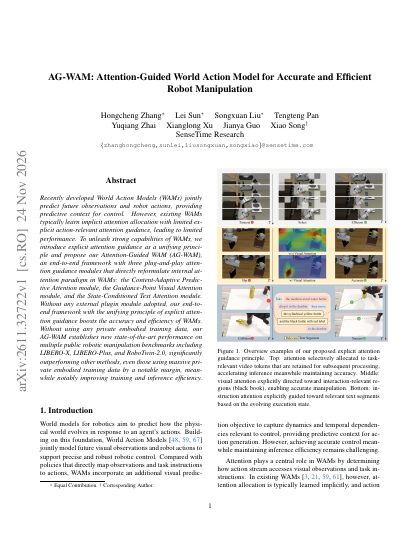 AG-WAM: Attention-Guided World Action Model for Accurate and Efficient
Robot Manipulation
Hongcheng Zhang* Lei Sun* Songxuan Liu* Tengteng Pan
Yuqiang Zhai Xianglong Xu Jianya Guo Xiao Song†
SenseTime Research
{zhanghongcheng,sunlei,liusongxuan,songxiao}@sensetime.com
arXiv:2611.32722v1 [cs.RO] 24 Nov 2026
Abstract
Recently developed World Action Models (WAMs) jointly
predict future observations and robot actions, providing
predictive context for control. However, existing WAMs
typically learn implicit attention allocation with limited ex-
plicit action-relevant attention guidance, leading to limited
performance. To unleash strong capabilities of WAMs, we
introduce explicit attention guidance as a unifying princi-
ple and propose our Attention-Guided WAM (AG-WAM),
an end-to-end framework with three plug-and-play atten-
tion guidance modules that directly reformulate internal at-
tention paradigm in WAMs: the Content-Adaptive Predic-
tive Attention module, the Guidance-Point Visual Attention
module, and the State-Conditioned Text Attention module.
Without any external plugin module adopted, our end-to-
end framework with the unifying principle of explicit atten-
tion guidance boosts the accuracy and efficiency of WAMs.
Without using any private embodied training data, our
AG-WAM establishes new state-of-the-art performance on
multiple public robotic manipulation benchmarks including
LIBERO-X, LIBERO-Plus, and RoboTwin-2.0, significantly
outperforming other methods, even those using massive pri-
vate embodied training data by a notable margin, mean-
while notably improving training and inference efficiency.
1. Introduction
World models for robotics aim to predict how the physi-
cal world evolves in response to an agent's actions. Build-
ing on this foundation, World Action Models [48, 59, 67]
jointly model future visual observations and robot actions to
support precise and robust robotic control. Compared with
policies that directly map observations and task instructions
to actions, WAMs incorporate an additional visual predic-
* Equal Contribution † Corresponding Author.
Visual Attention
Figure 1. Overview examples of our proposed explicit attention
guidance principle. Top: attention selectively allocated to task-
relevant video tokens that are retained for subsequent processing,
accelerating inference meanwhile maintaining accuracy. Middle:
visual attention explicitly directed toward interaction-relevant re-
gions (black book), enabling accurate manipulation. Bottom: in-
struction attention explicitly guided toward relevant text segments
based on the evolving execution state.
tion objective to capture dynamics and temporal dependen-
cies relevant to control, providing predictive context for ac-
tion generation. However, achieving accurate control mean-
while maintaining inference efficiency remains challenging.
Attention plays a central role in WAMs by determining
how action stream accesses visual observations and task in-
structions. In existing WAMs [3, 21, 59, 61], however, at-
tention allocation is typically learned implicitly, and action
1